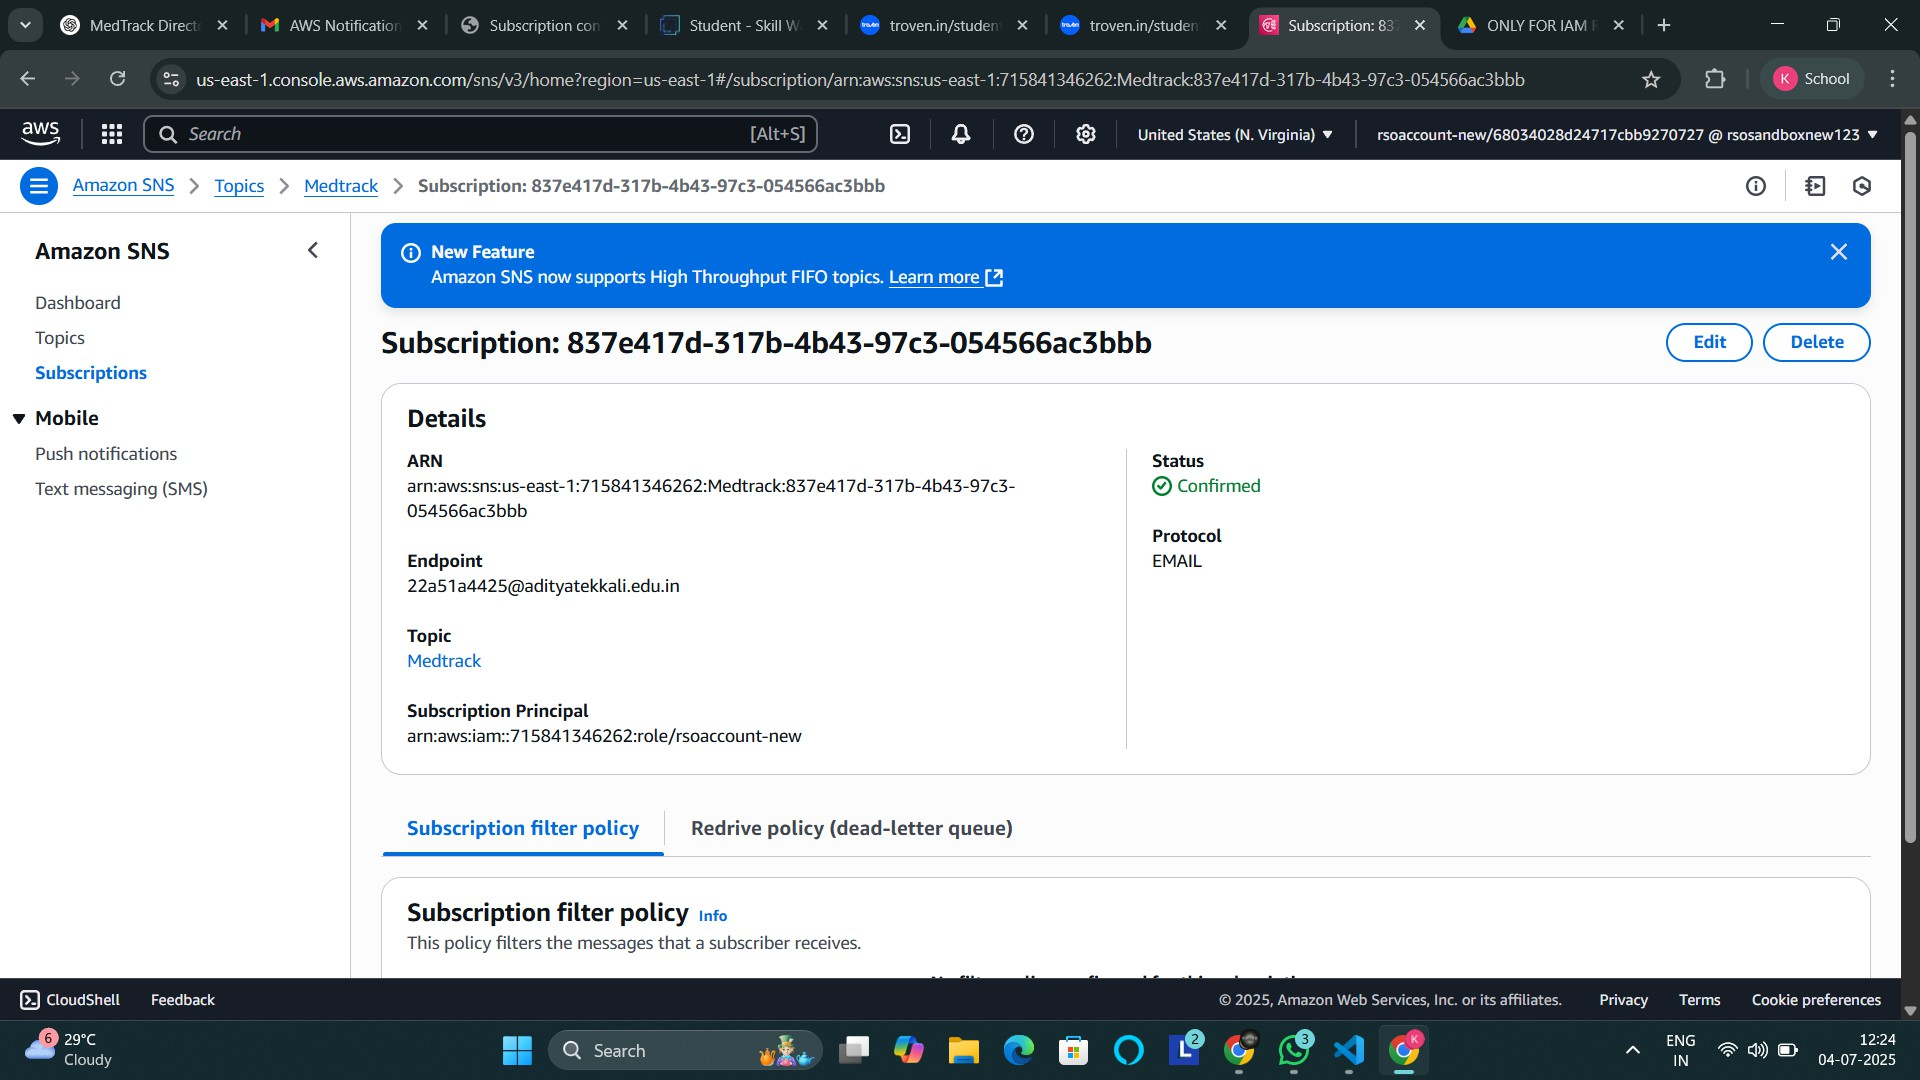 MedTrack Direct
AWS Notification
Subscription con
Student - Skill W
troven.in/student
troven.in/studen
Subscription: 837
ONLY FOR IAM R
us-east-1.console.aws.amazon.com/sns/v3/home?region=us-east-1#/subscription/arn:aws:sns:us-east-1:715841346262:Medtrack:837e417d-317b-4b43-97c3-054566ac3bbb
K School
aws
Search [Alt+S]
United States (N. Virginia)
rsoaccount-new/68034028d24717cbb9270727 @ rsosandboxnew123
Amazon SNS
Topics
Medtrack
Subscription: 837e417d-317b-4b43-97c3-054566ac3bbb
Amazon SNS
Dashboard
Topics
Subscriptions
Mobile
Push notifications
Text messaging (SMS)
New Feature
Amazon SNS now supports High Throughput FIFO topics. Learn more
Subscription: 837e417d-317b-4b43-97c3-054566ac3bbb
Edit
Delete
Details
ARN
arn:aws:sns:us-east-1:715841346262:Medtrack:837e417d-317b-4b43-97c3-
054566ac3bbb
Endpoint
22a51a4425@adityatekkali.edu.in
Topic
Medtrack
Subscription Principal
arn:aws:iam::715841346262:role/rsoaccount-new
Status
Confirmed
Protocol
EMAIL
Subscription filter policy
Redrive policy (dead-letter queue)
Subscription filter policy Info
This policy filters the messages that a subscriber receives.
CloudShell
Feedback
© 2025, Amazon Web Services, Inc. or its affiliates.
Privacy
Terms
Cookie preferences
6
29°C
Cloudy
Search
L
2
3
K
ENG
IN
12:24
04-07-2025